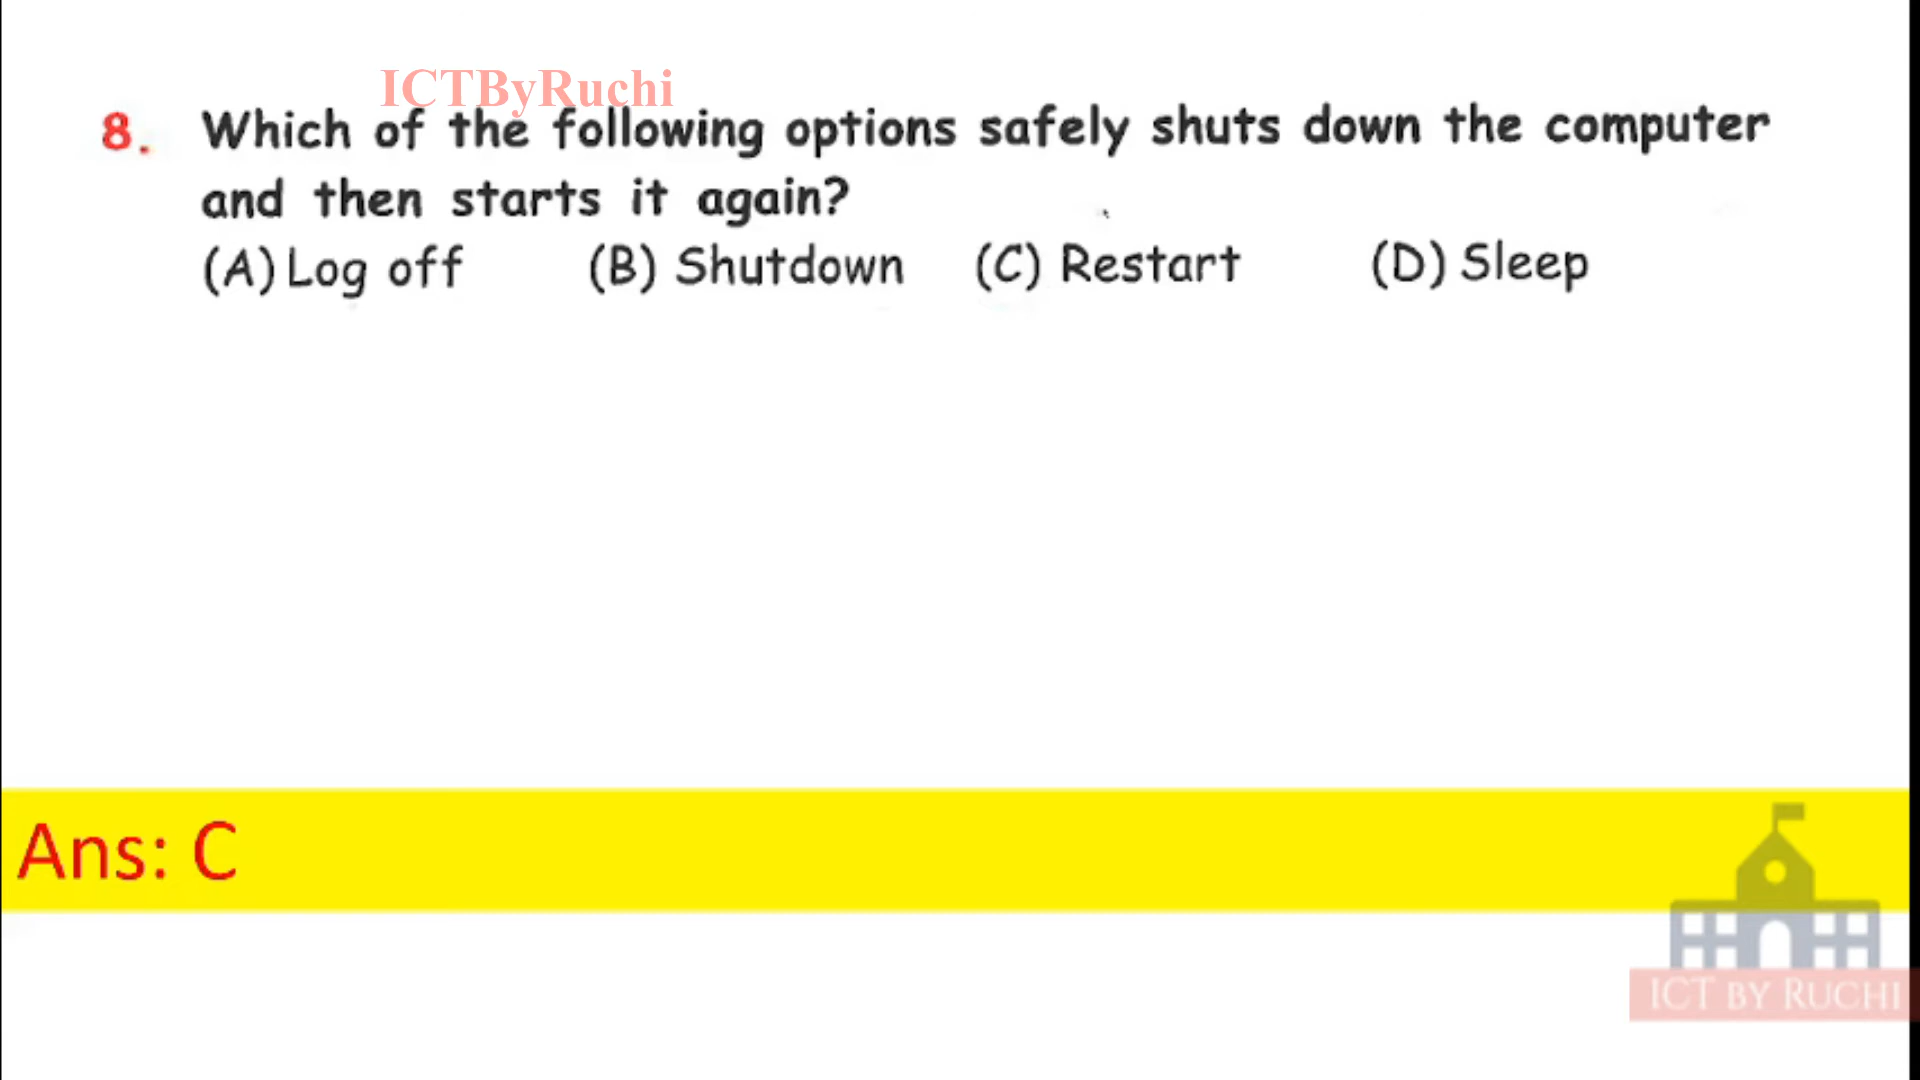 ICTByRuchi
8. Which of the following options safely shuts down the computer
and then starts it again?
(A) Log off (B) Shutdown (C) Restart (D) Sleep
Ans: C
ICT BY RUCHI